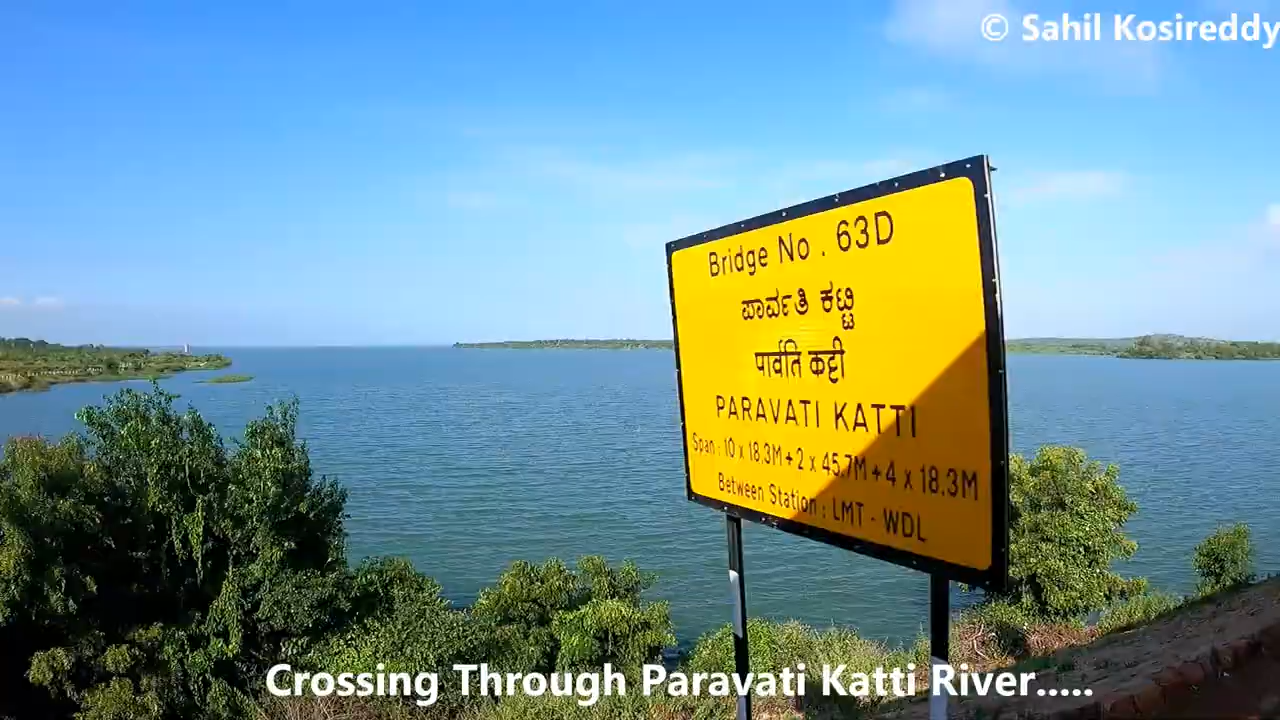 © Sahil Kosireddy
Bridge No . 63D
ಪಾರ್ವತಿ ಕಟ್ಟಿ
पार्वति कट्टी
PARAVATI KATTI
Span : 10 x 18.3M + 2 x 45.7M + 4 x 18.3M
Between Station : LMT - WDL
Crossing Through Paravati Katti River.....